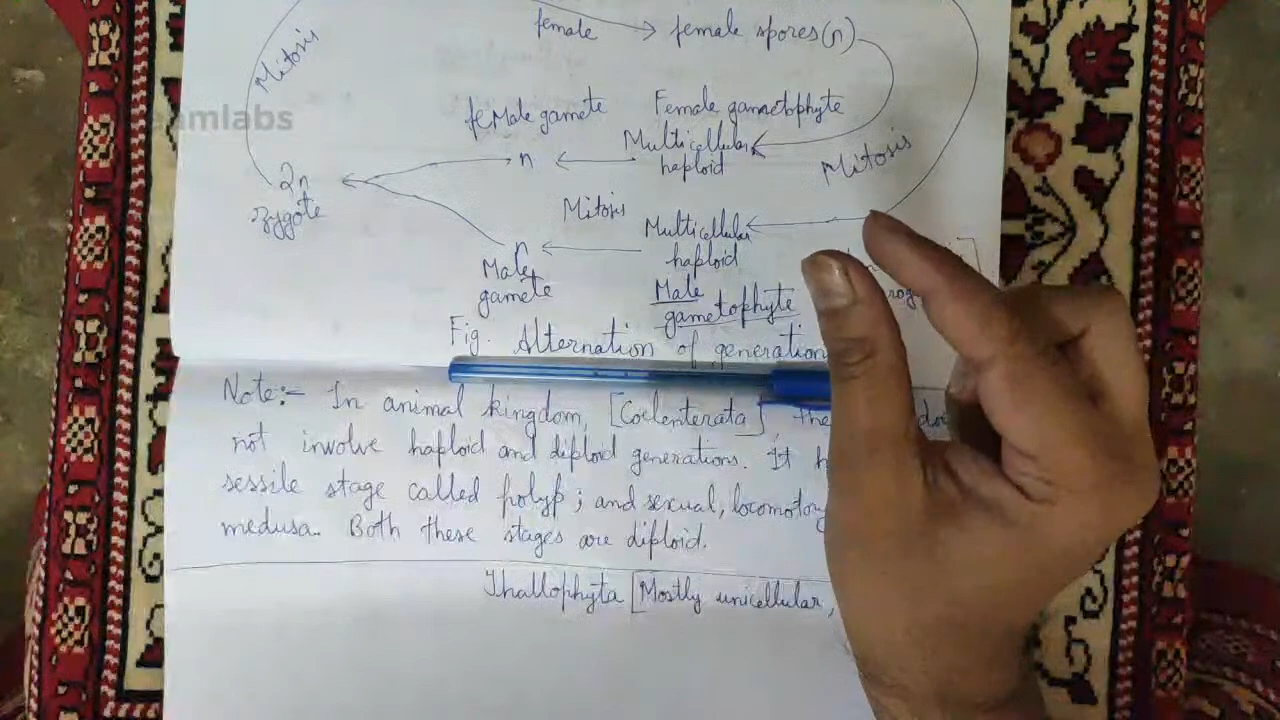 female → female spores(n)
Mitosis
eamlabs
feMale gamete
Female gametophyte
n
Multicellular
haploid
Mitosis
2n
zygote
Mitosis
Multicellular
haploid
n
Male
gamete
Male
gametophyte
Fig. Alternation of generation
Note:- In animal kingdom, [Coelenterata], the
not involve haploid and diploid generations. It
sessile stage called polyp; and sexual, locomotory
medusa. Both these stages are diploid.
Thallophyta [Mostly unicellular,